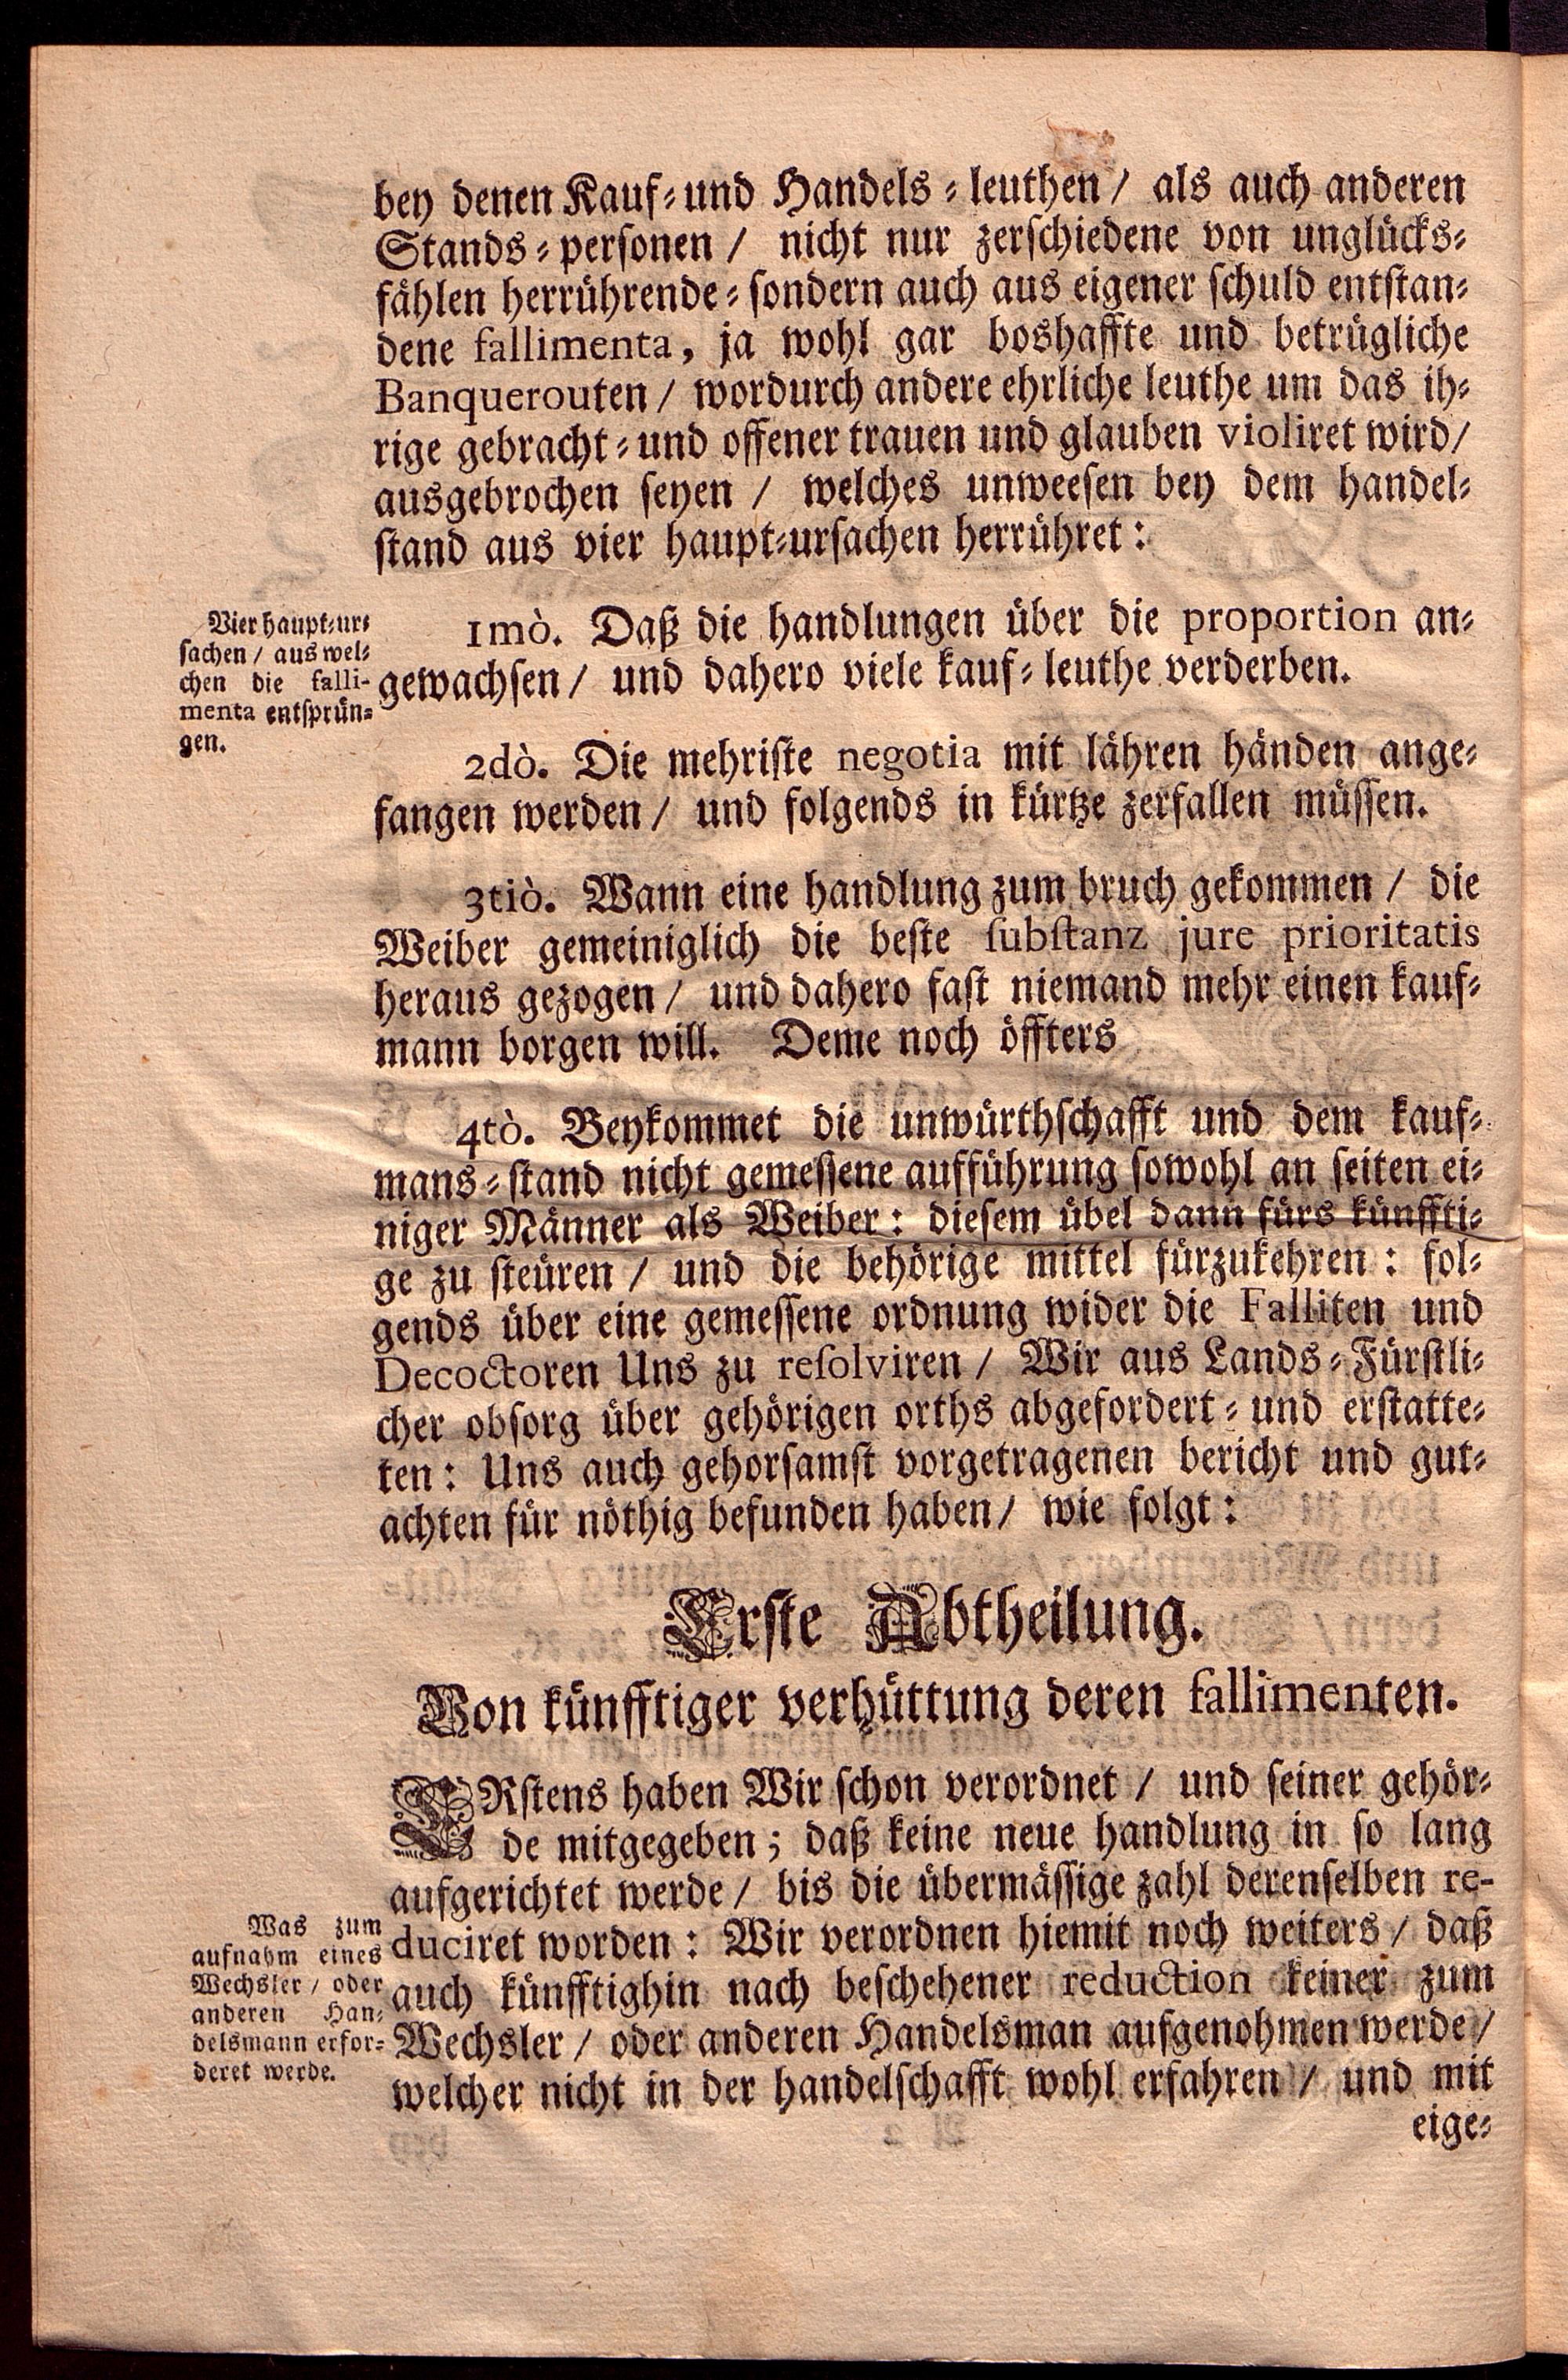 bey denen Kauf-und Handels-leuthen/ als auch anderen
Stands-personen/ nicht nur zerschiedene von unglücks-
fählen herrührende-sondern auch aus eigener schuld entstan-
dene fallimenta, ja wohl gar boshaffte und betrügliche
Banquerouten/ wordurch andere ehrliche leuthe um das ih-
rige gebracht-und offener trauen und glauben violiret wird/
ausgebrochen seyen/ welches unweesen bey dem handel-
stand aus vier haupt-ursachen herrühret:
Vier haupt-ur-
sachen/ aus wel-
chen die falli-
menta entsprün-
gen.
1mò. Daß die handlungen über die proportion an-
gewachsen/ und dahero viele kauf-leuthe verderben.
2dò. Die mehriste negotia mit lähren händen ange-
fangen werden/ und folgends in kürtze zerfallen müssen.
3tiò. Wann eine handlung zum bruch gekommen/ die
Weiber gemeiniglich die beste substanz jure prioritatis
heraus gezogen/ und dahero fast niemand mehr einen kauf-
mann borgen will. Deme noch öffters
4tò. Beykommet die unwürthschafft und dem kauf-
mans-stand nicht gemessene aufführung sowohl an seiten ei-
niger Männer als Weiber: diesem übel dann fürs künffti-
ge zu steüren/ und die behörige mittel fürzukehren: fol-
gends über eine gemessene ordnung wider die Falliten und
Decoctoren Uns zu resolviren/ Wir aus Lands-Fürstli-
cher obsorg über gehörigen orths abgefordert-und erstatte-
ten: Uns auch gehorsamst vorgetragenen bericht und gut-
achten für nöthig befunden haben/ wie folgt:
Erste Abtheilung.
Von künfftiger verhüttung deren fallimenten.
ERstens haben Wir schon verordnet/ und seiner gehör-
de mitgegeben; daß keine neue handlung in so lang
aufgerichtet werde/ bis die übermässige zahl derenselben re-
duciret worden: Wir verordnen hiemit noch weiters/ daß
auch künfftighin nach beschehener reduction keiner zum
Wechsler/ oder anderen Handelsman aufgenohmen werde/
welcher nicht in der handelschafft wohl erfahren/ und mit
Was zum
aufnahm eines
Wechsler/ oder
anderen Han-
delsmann erfor-
deret werde.
eige-